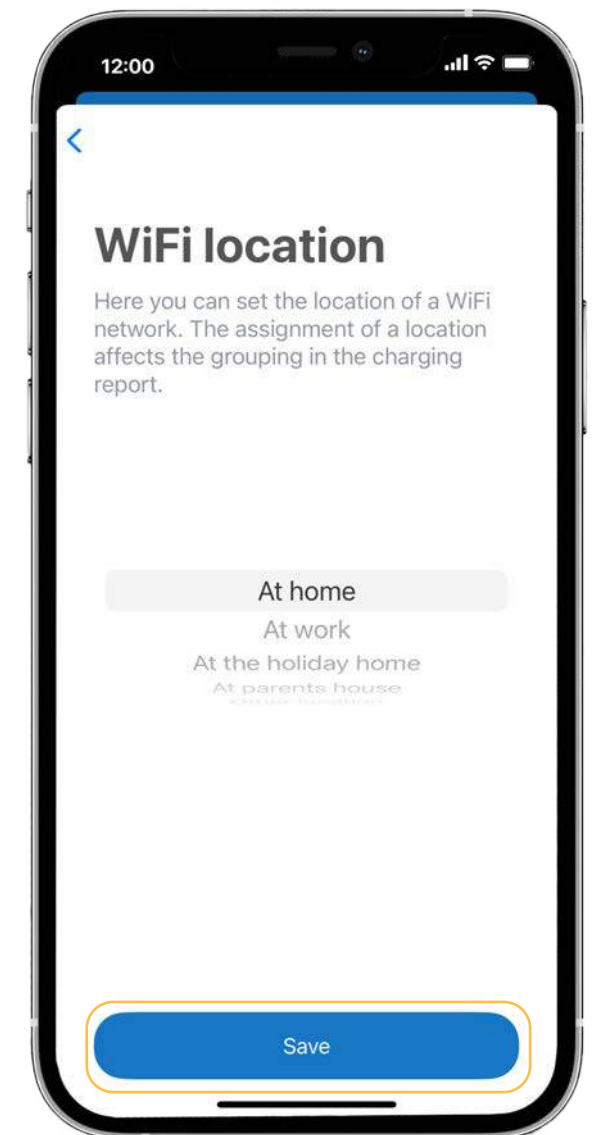 12:00
WiFi location
Here you can set the location of a WiFi
network. The assignment of a location
affects the grouping in the charging
report.
At home
At work
At the holiday home
At parents house
Save